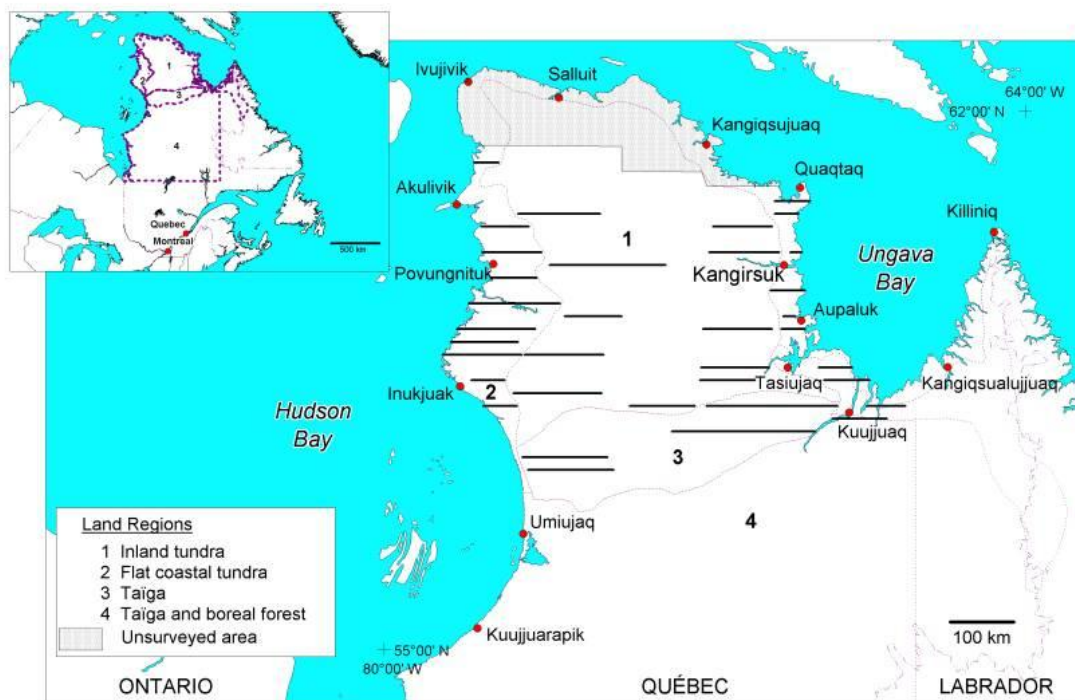 1
2
3
4
Quebec
Montreal
500 km
Ivujivik
Salluit
64°00' W
62°00' N
Kangiqsujuaq
Quaqtaq
Akulivik
Killiniq
1
Ungava
Bay
Povungnituk
Kangirsuk
Aupaluk
Tasiujaq
Kangiqsualujjuaq
Inukjuak
2
Hudson
Bay
Kuujjuaq
3
4
Umiujaq
Land Regions
1 Inland tundra
2 Flat coastal tundra
3 Taïga
4 Taïga and boreal forest
Unsurveyed area
Kuujjuarapik
55°00' N
80°00' W
100 km
ONTARIO
QUÉBEC
LABRADOR